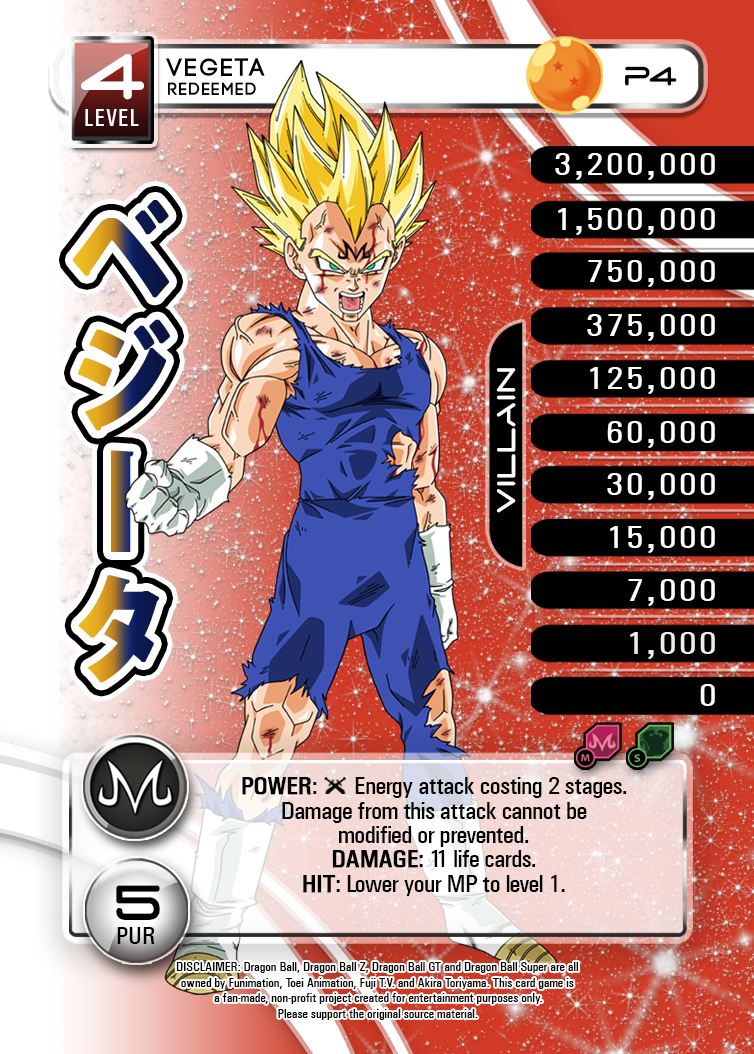 4
LEVEL
VEGETA
REDEEMED
P4
ベジータ
3,200,000
1,500,000
750,000
375,000
125,000
60,000
30,000
15,000
7,000
1,000
0
VILLAIN
M
M
S
POWER: Energy attack costing 2 stages.
Damage from this attack cannot be
modified or prevented.
DAMAGE: 11 life cards.
HIT: Lower your MP to level 1.
M
5
PUR
DISCLAIMER: Dragon Ball, Dragon Ball Z, Dragon Ball GT and Dragon Ball Super are all
owned by Funimation, Toei Animation, Fuji T.V. and Akira Toriyama. This card game is
a fan-made, non-profit project created for entertainment purposes only.
Please support the original source material.